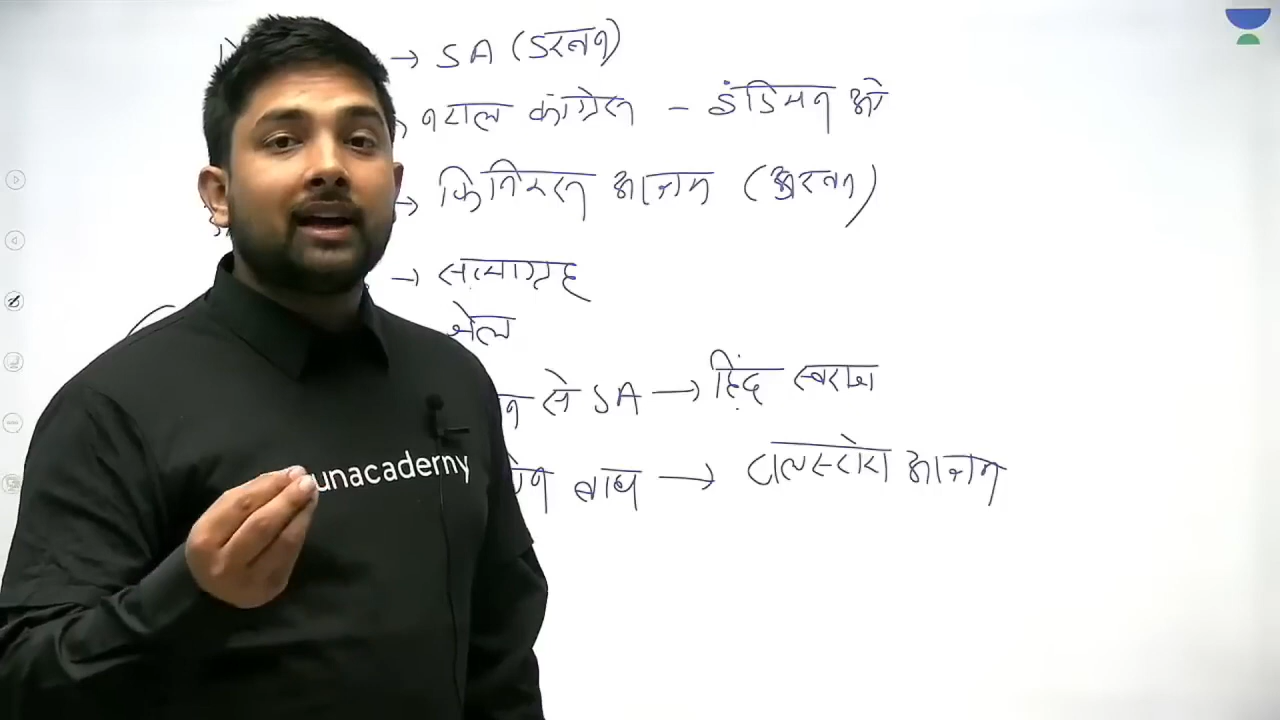 → SA (डरबन)
नटाल कांग्रेस - इंडियन ओ
→ फिनिक्स आश्रम (डरबन)
→ सत्याग्रह
जेल
न से SA → हिंद स्वराज
बाघ → टालस्टोय आश्रम
unacademy